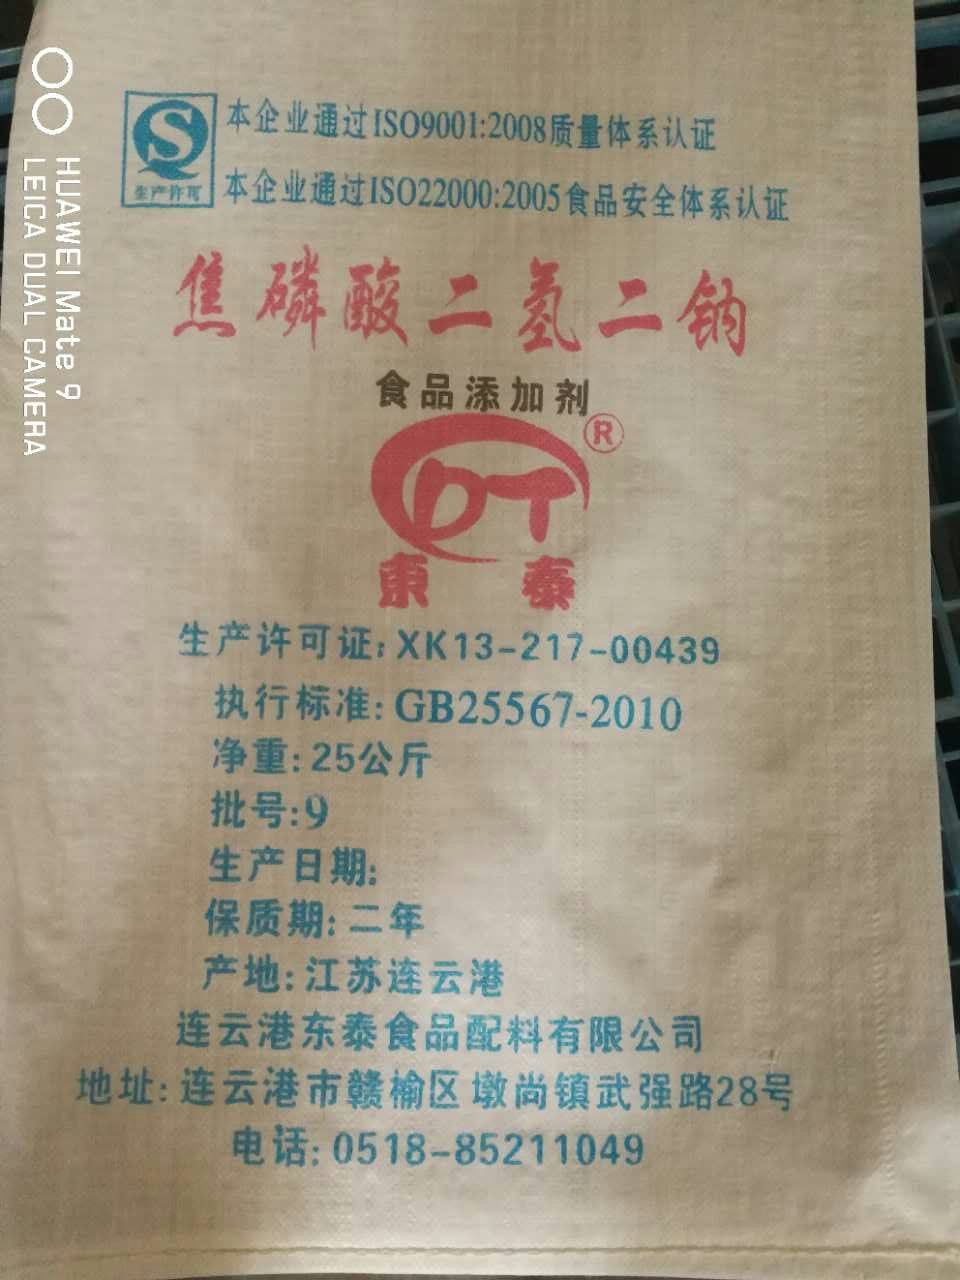 HUAWEI Mate 9
LEICA DUAL CAMERA
生产许可
本企业通过ISO9001:2008质量体系认证
本企业通过ISO22000:2005食品安全体系认证
焦磷酸二氢二钠
食品添加剂
DT®
東泰
生产许可证:XK13-217-00439
执行标准:GB25567-2010
净重:25公斤
批号:9
生产日期:
保质期:二年
产地:江苏连云港
连云港东泰食品配料有限公司
地址:连云港市赣榆区墩尚镇武强路28号
电话:0518-85211049